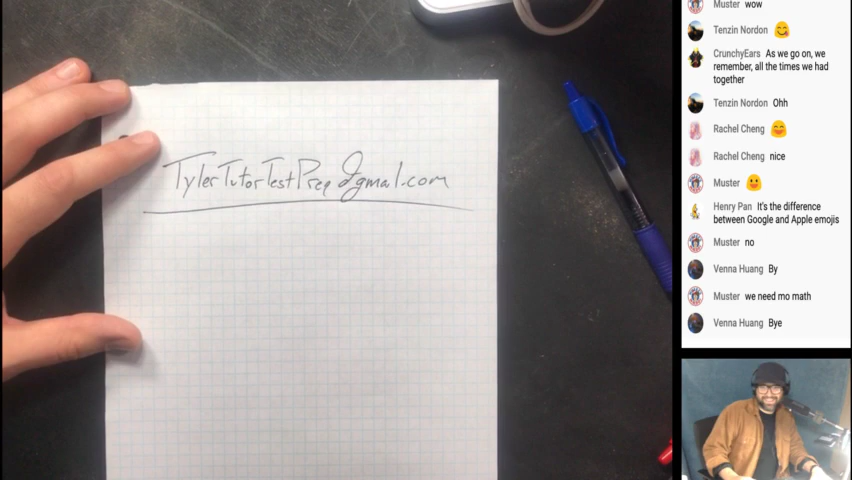 TylerTutorTestPrep@gmail.com
Muster wow
Tenzin Nordon 😋
CrunchyEars As we go on, we
remember, all the times we had
together
Tenzin Nordon Ohh
Rachel Cheng 😋
Rachel Cheng nice
Muster 😛
Henry Pan It's the difference
between Google and Apple emojis
Muster no
Venna Huang By
Muster we need mo math
Venna Huang Bye